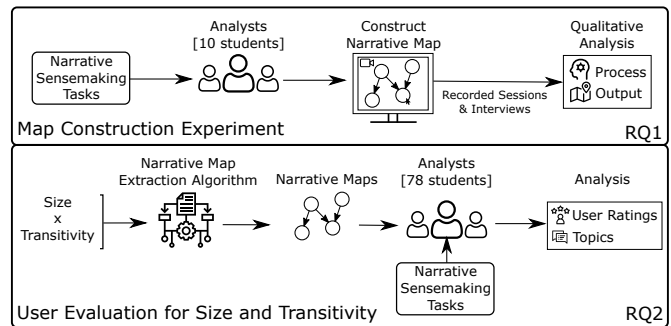 Analysts
[10 students]
Construct
Narrative Map
Qualitative
Analysis
Narrative
Sensemaking
Tasks
Recorded Sessions
& Interviews
Process
Output
Map Construction Experiment
RQ1
Narrative Map
Extraction Algorithm
Narrative Maps
Analysts
[78 students]
Analysis
Size
x
Transitivity
User Ratings
Topics
Narrative
Sensemaking
Tasks
User Evaluation for Size and Transitivity
RQ2